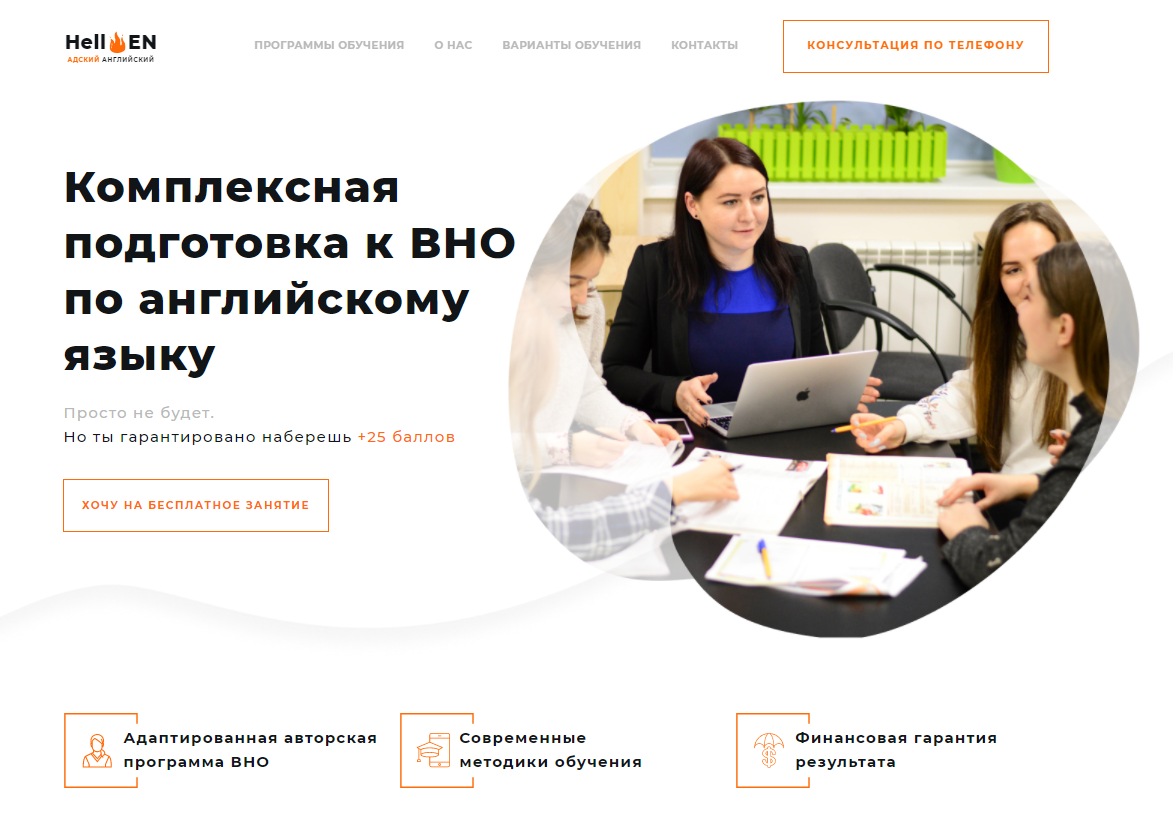 Hell EN
АДСКИЙ АНГЛИЙСКИЙ
ПРОГРАММЫ ОБУЧЕНИЯ
О НАС
ВАРИАНТЫ ОБУЧЕНИЯ
КОНТАКТЫ
КОНСУЛЬТАЦИЯ ПО ТЕЛЕФОНУ
Комплексная
подготовка к ВНО
по английскому
языку
Просто не будет.
Но ты гарантировано наберешь +25 баллов
ХОЧУ НА БЕСПЛАТНОЕ ЗАНЯТИЕ
Адаптированная авторская
программа ВНО
Современные
методики обучения
Финансовая гарантия
результата